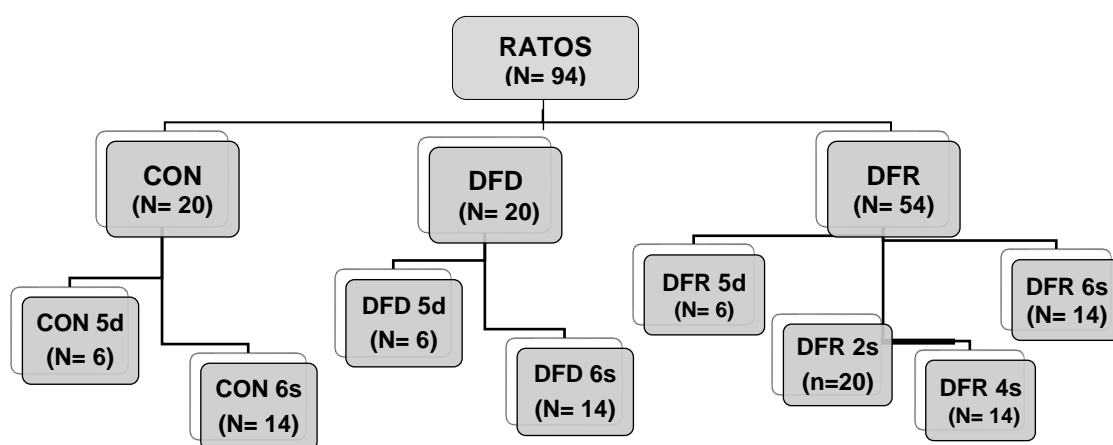 RATOS
(N= 94)
CON
(N= 20)
DFD
(N= 20)
DFR
(N= 54)
CON 5d
(N= 6)
CON 6s
(N= 14)
DFD 5d
(N= 6)
DFD 6s
(N= 14)
DFR 5d
(N= 6)
DFR 2s
(n=20)
DFR 4s
(N= 14)
DFR 6s
(N= 14)